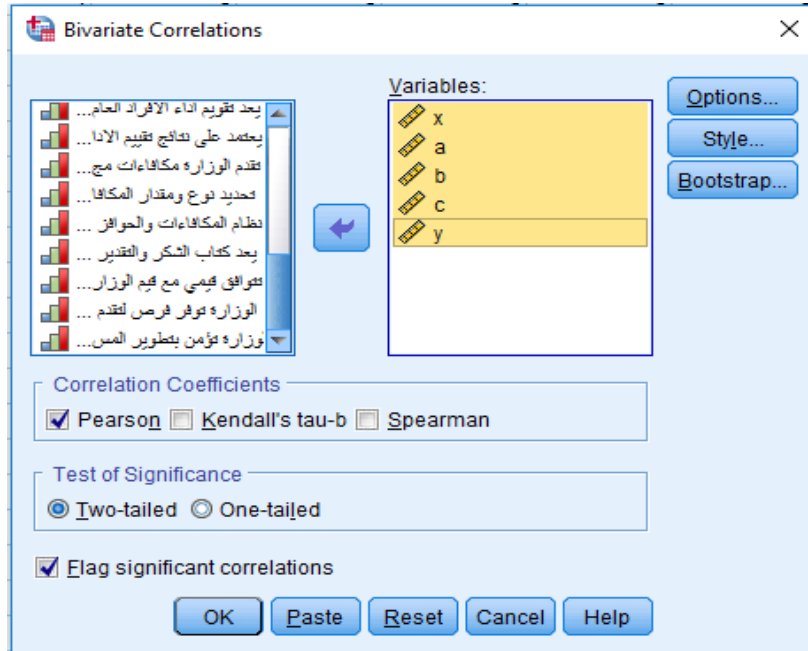 Bivariate Correlations
Variables:
يعد تقويم اداء الافراد العام...
يعتمد على نتائج تقييم الادا...
تقدم الوزارة مكافاءات مج...
تحديد نوع ومقدار المكافا...
نظام المكافاءات والحوافز ...
يعد كتاب الشكر والتقدير ...
تتوافق قيمي مع قيم الوزار...
الوزارة توفر فرص لتقدم ...
لوزارة تؤمن بتطوير المس...
x
a
b
c
y
Options...
Style...
Bootstrap...
Correlation Coefficients
Pearson Kendall's tau-b Spearman
Test of Significance
Two-tailed One-tailed
Flag significant correlations
OK Paste Reset Cancel Help